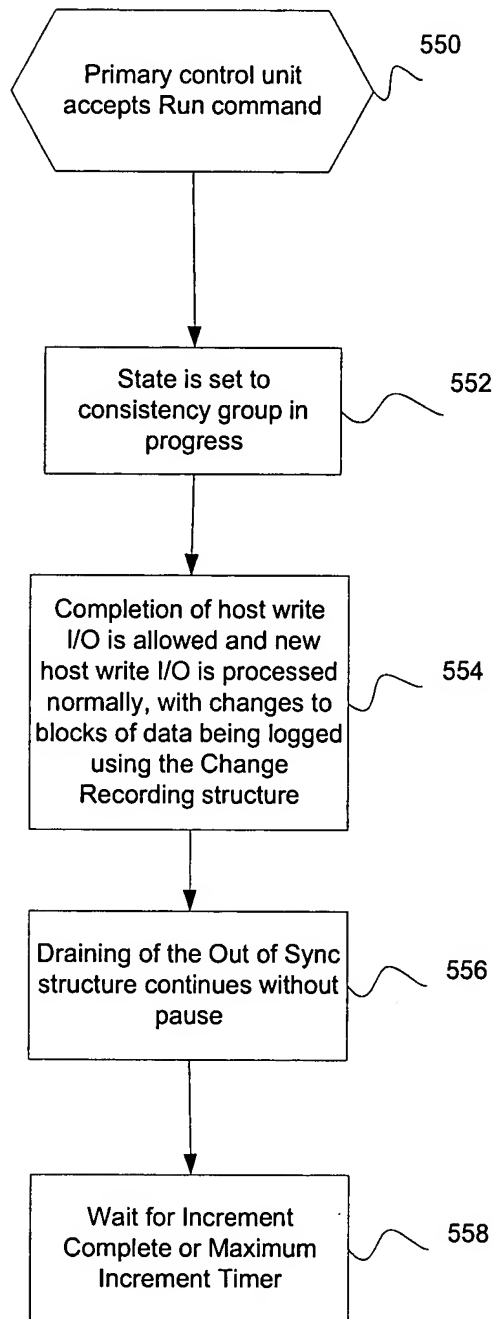 Primary control unit
accepts Run command
550
State is set to
consistency group in
progress
552
Completion of host write
I/O is allowed and new
host write I/O is processed
normally, with changes to
blocks of data being logged
using the Change
Recording structure
554
Draining of the Out of Sync
structure continues without
pause
556
Wait for Increment
Complete or Maximum
Increment Timer
558